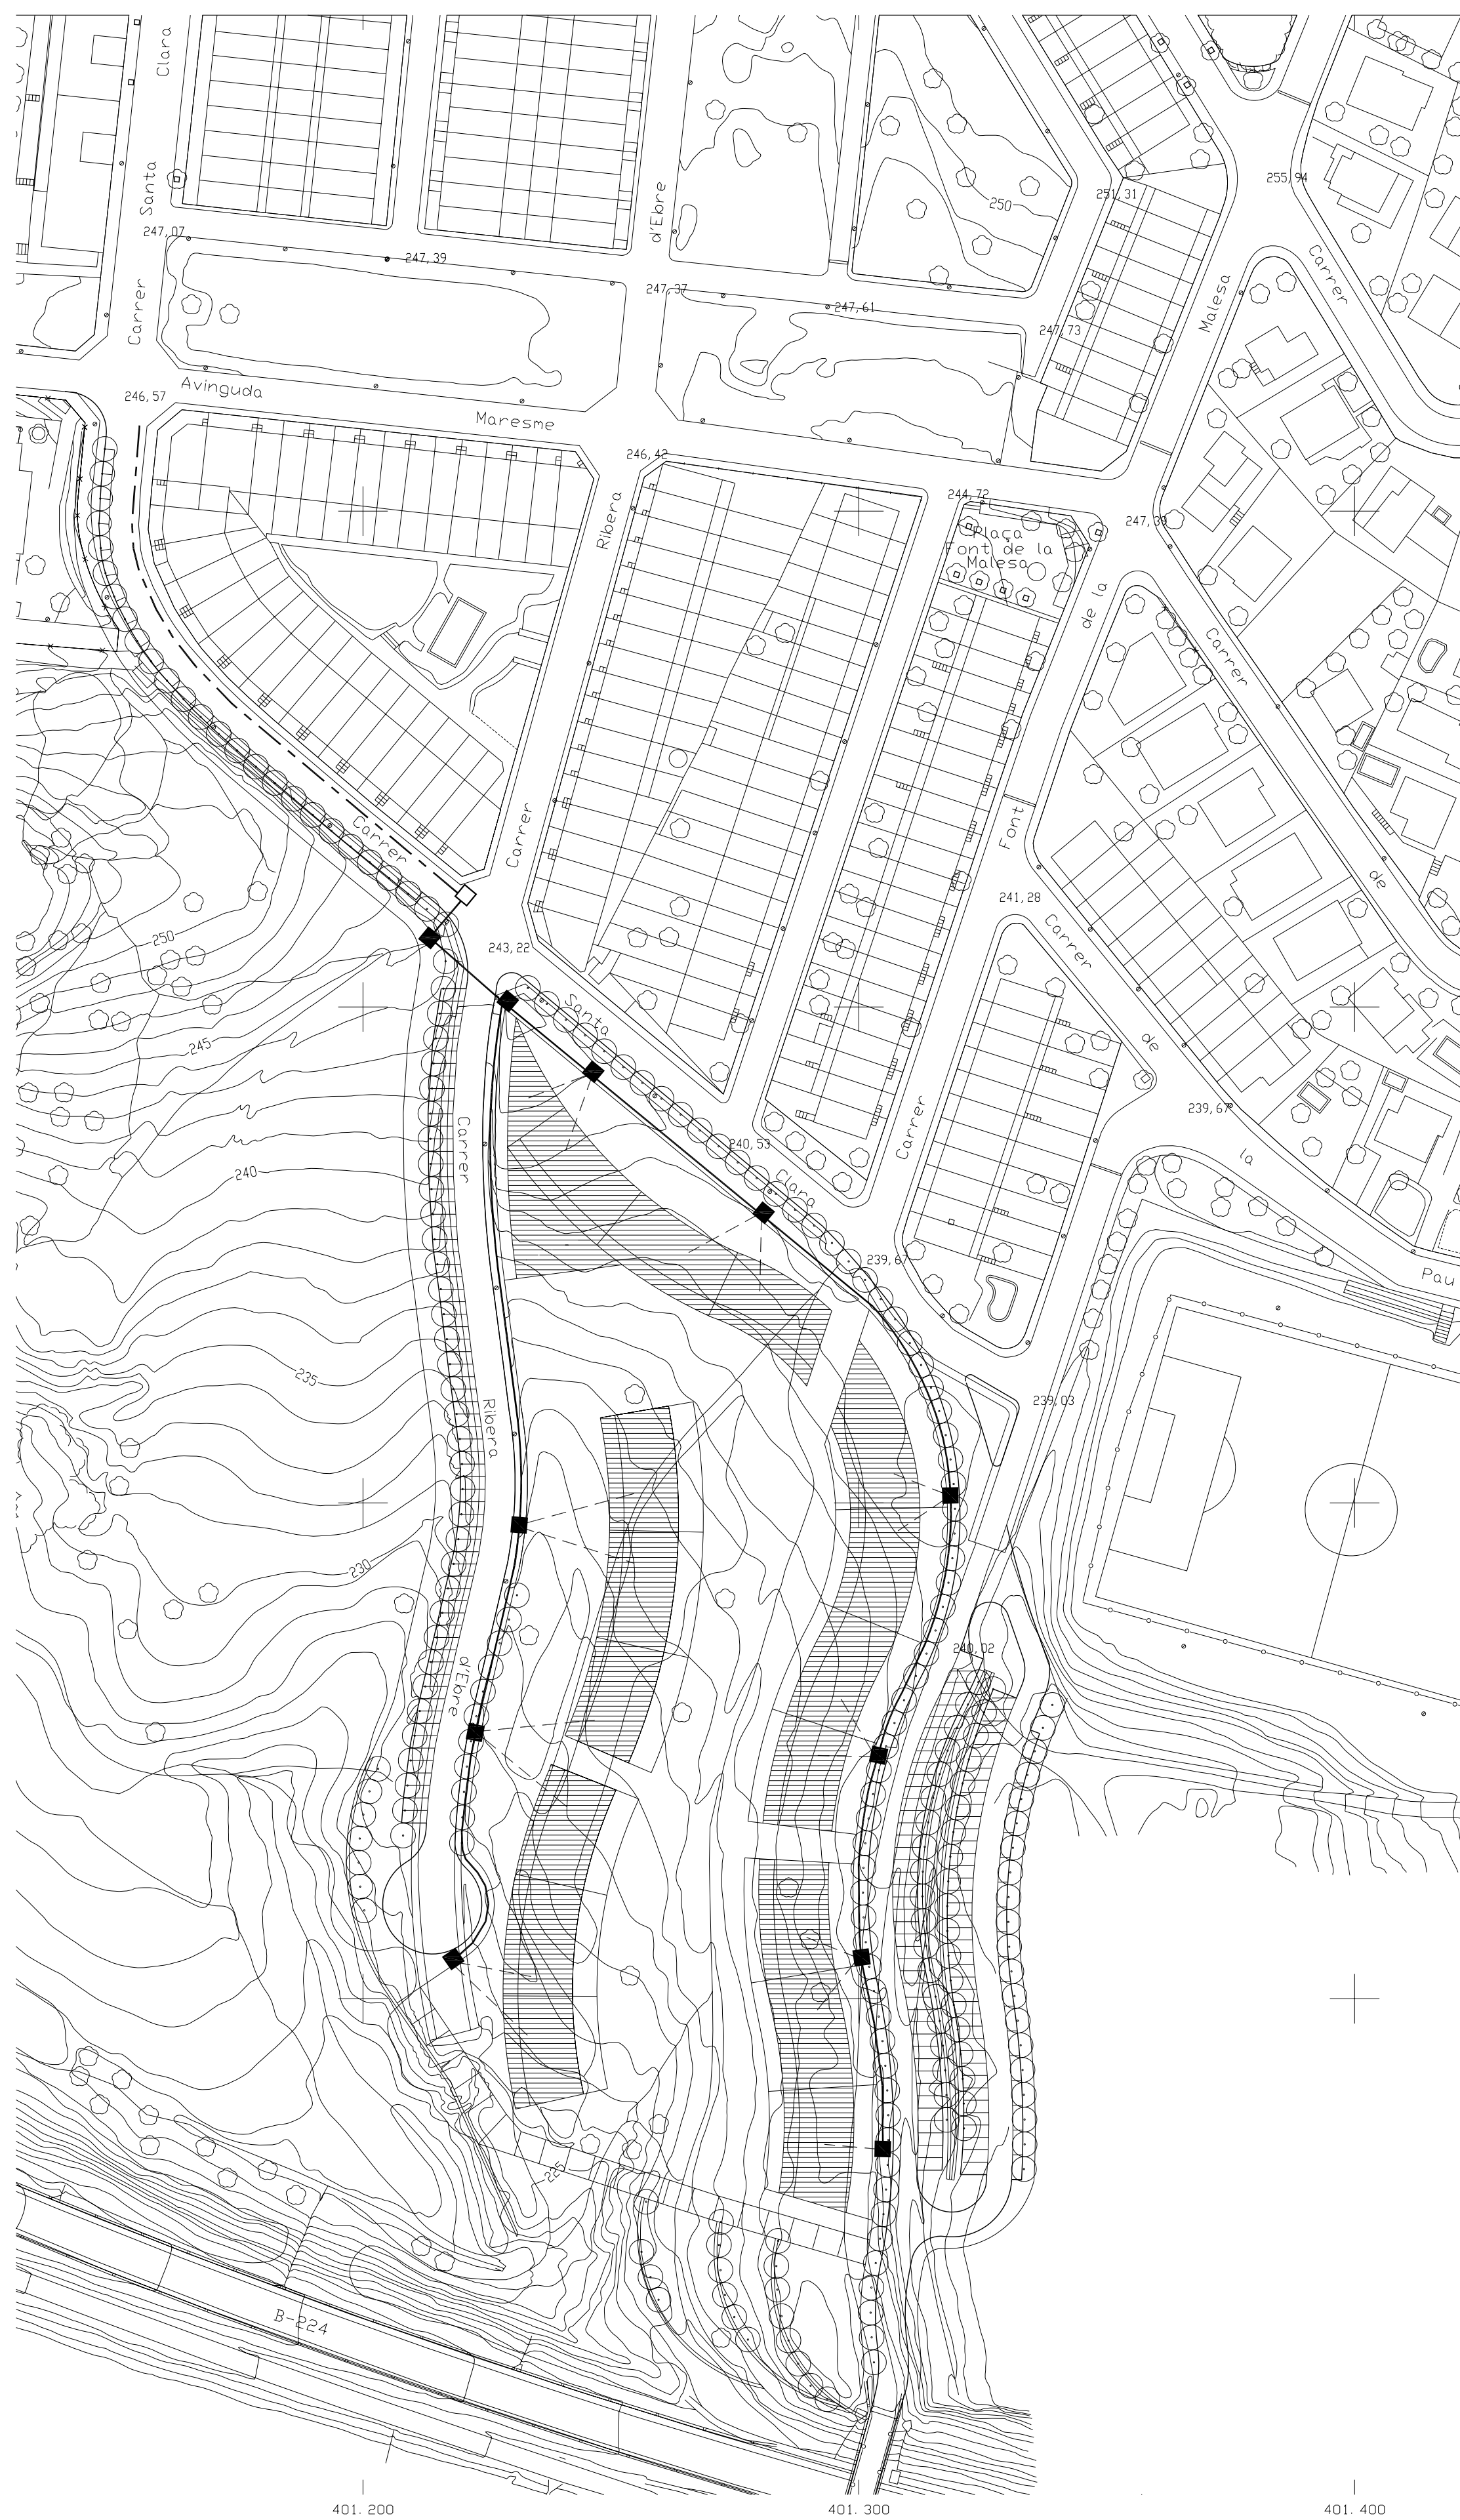 Carrer Santa Clara
d'Ebre
247,07
247,39
250
251,31
255,94
Carrer
247,37
247,61
247,73
Malesa
246,57
Avinguda
Maresme
246,42
Ribera
244,72
247,39
Plaça
Font de la
Malesa
de la
Carrer
Carrer
Carrer
Font
de
241,28
Carrer
243,22
250
Santa
245
de
239,67
Carrer
240,53
Carrer
240
Clara
la
239,67
Pau
235
239,03
Ribera
230
240,02
d'Ebre
225
B-224
401.200
401.300
401.400